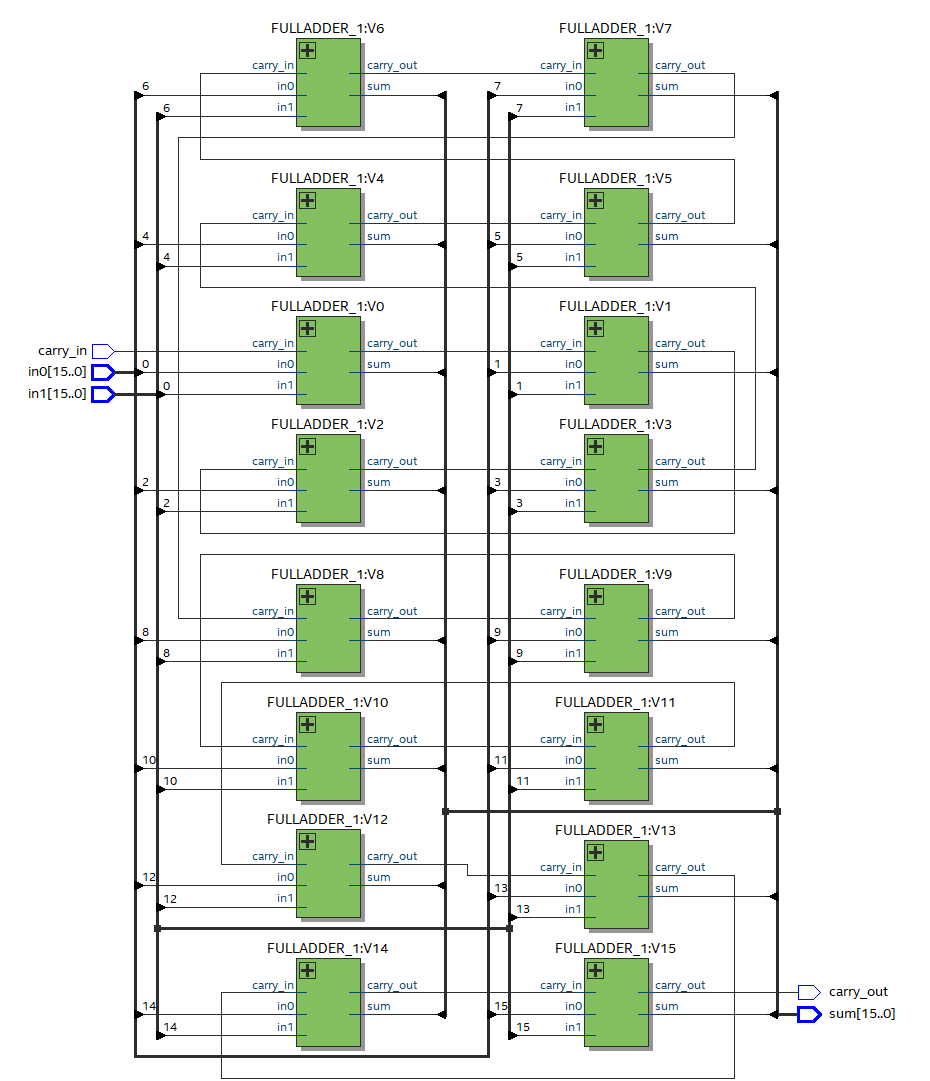 FULLADDER_1:V6 FULLADDER_1:V7
carry_in carry_out carry_in carry_out
6 in0 sum 7 in0 sum
6 in1 7 in1
FULLADDER_1:V4 FULLADDER_1:V5
carry_in carry_out carry_in carry_out
4 in0 sum 5 in0 sum
4 in1 5 in1
FULLADDER_1:V0 FULLADDER_1:V1
carry_in carry_in carry_out carry_in carry_out
in0[15..0] 0 in0 sum 1 in0 sum
in1[15..0] 0 in1 1 in1
FULLADDER_1:V2 FULLADDER_1:V3
carry_in carry_out carry_in carry_out
2 in0 sum 3 in0 sum
2 in1 3 in1
FULLADDER_1:V8 FULLADDER_1:V9
carry_in carry_out carry_in carry_out
8 in0 sum 9 in0 sum
8 in1 9 in1
FULLADDER_1:V10 FULLADDER_1:V11
carry_in carry_out carry_in carry_out
10 in0 sum 11 in0 sum
10 in1 11 in1
FULLADDER_1:V12 FULLADDER_1:V13
carry_in carry_out carry_in carry_out
12 in0 sum 13 in0 sum
12 in1 13 in1
FULLADDER_1:V14 FULLADDER_1:V15
carry_in carry_out carry_in carry_out carry_out
14 in0 sum 15 in0 sum sum[15..0]
14 in1 15 in1